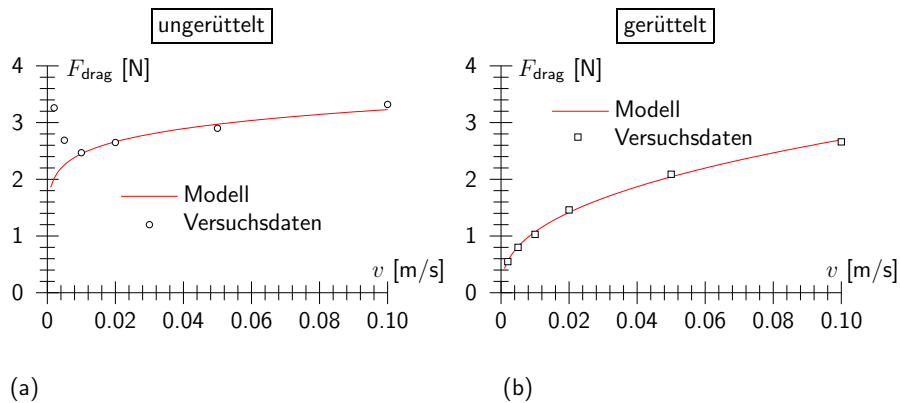 ungerüttelt
F_drag [N]
4
3
2
1
0
Modell
Versuchsdaten
v [m/s]
0 0.02 0.04 0.06 0.08 0.10
(a)
gerüttelt
F_drag [N]
4
3
2
1
0
Modell
Versuchsdaten
v [m/s]
0 0.02 0.04 0.06 0.08 0.10
(b)